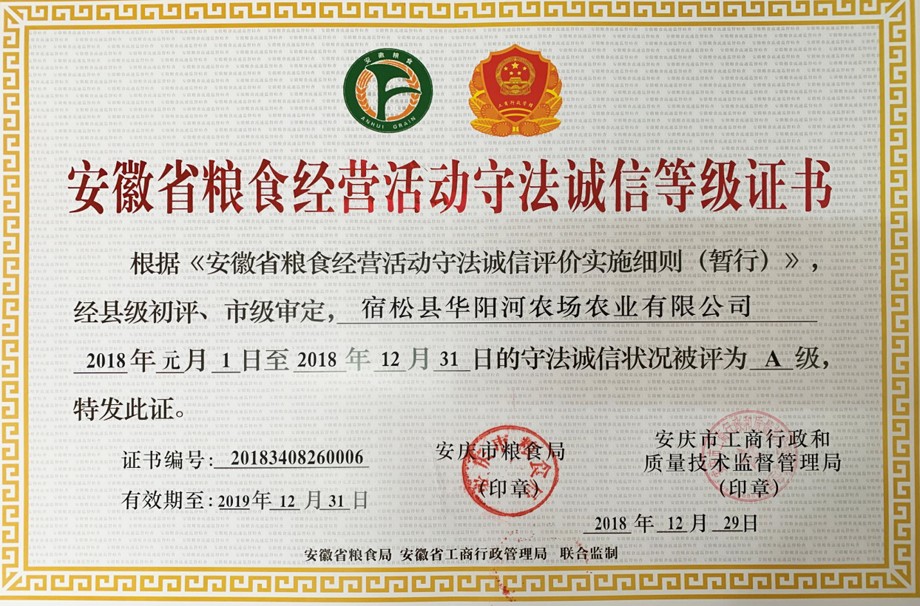 安徽粮食
ANHUI GRAIN
安徽省粮食经营活动守法诚信等级证书
根据《安徽省粮食经营活动守法诚信评价实施细则（暂行）》，
经县级初评、市级审定，宿松县华阳河农场农业有限公司
2018年元月1日至2018年12月31日的守法诚信状况被评为A级，
特发此证。
证书编号：20183408260006
有效期至：2019年12月31日
安庆市粮食局
（印章）
安庆市工商行政和
质量技术监督管理局
（印章）
2018年12月29日
安徽省粮食局 安徽省工商行政管理局 联合监制